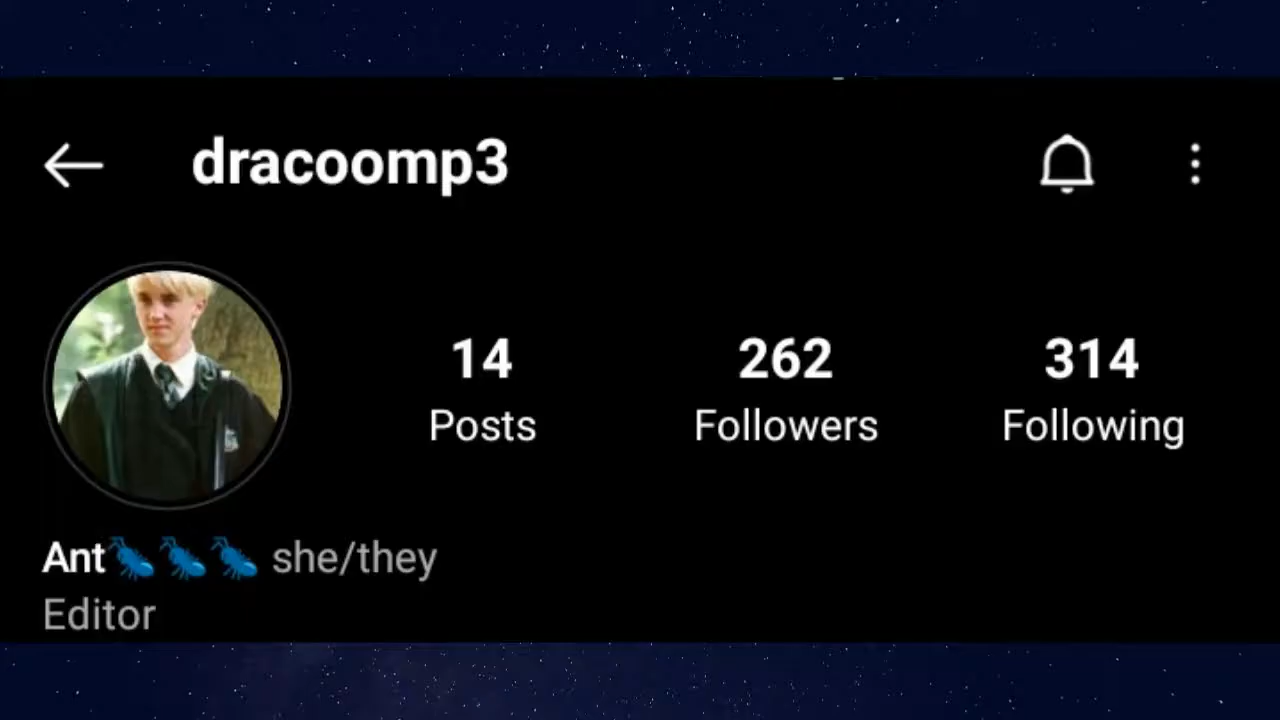 dracoomp3
14 262 314
Posts Followers Following
Ant🐜🐜🐜 she/they
Editor